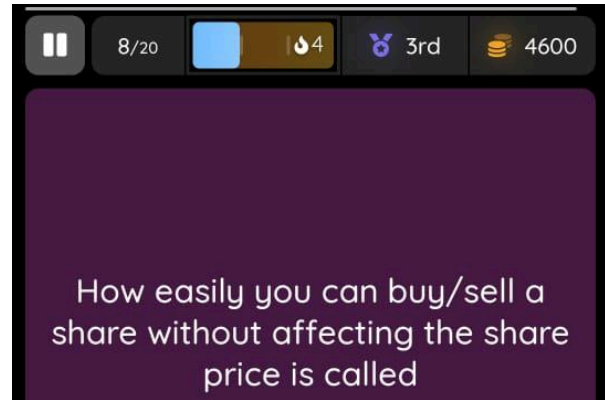 8/20 4 3rd 4600
How easily you can buy/sell a
share without affecting the share
price is called